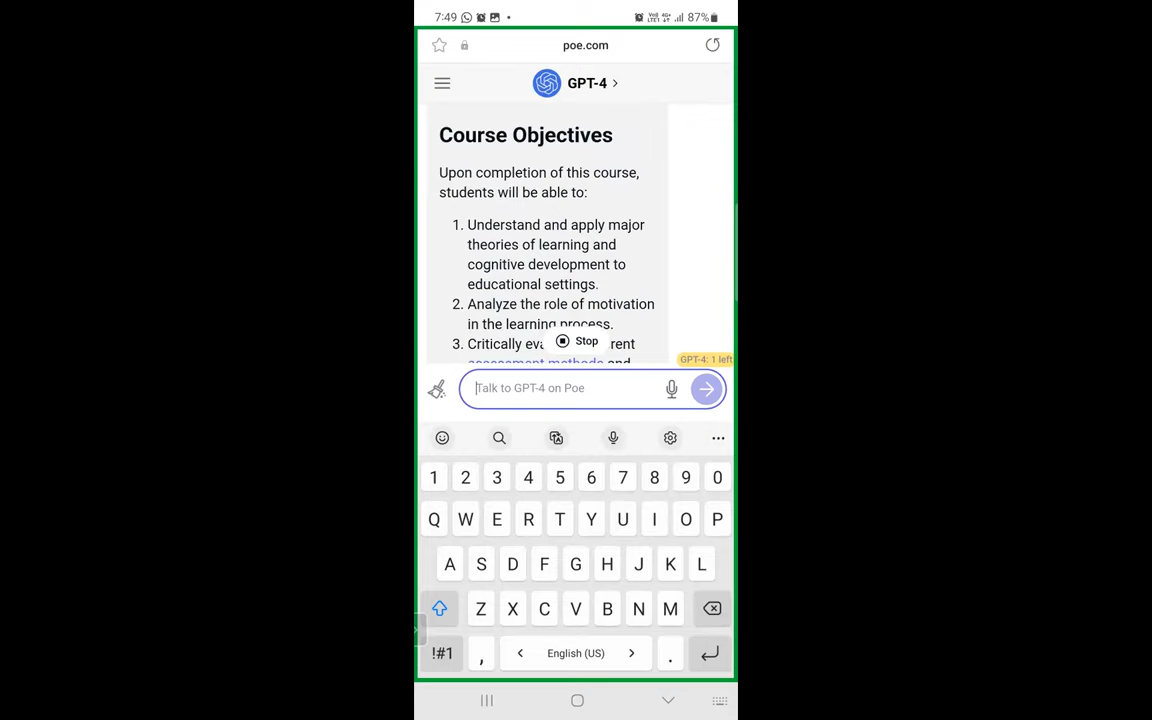 7:49 87%
poe.com
GPT-4
Course Objectives
Upon completion of this course,
students will be able to:
1. Understand and apply major
theories of learning and
cognitive development to
educational settings.
2. Analyze the role of motivation
in the learning process.
3. Critically eva rent
Stop
assessment methods and
GPT-4: 1 left
Talk to GPT-4 on Poe
1 2 3 4 5 6 7 8 9 0
Q W E R T Y U I O P
A S D F G H J K L
Z X C V B N M
!#1 , English (US) .